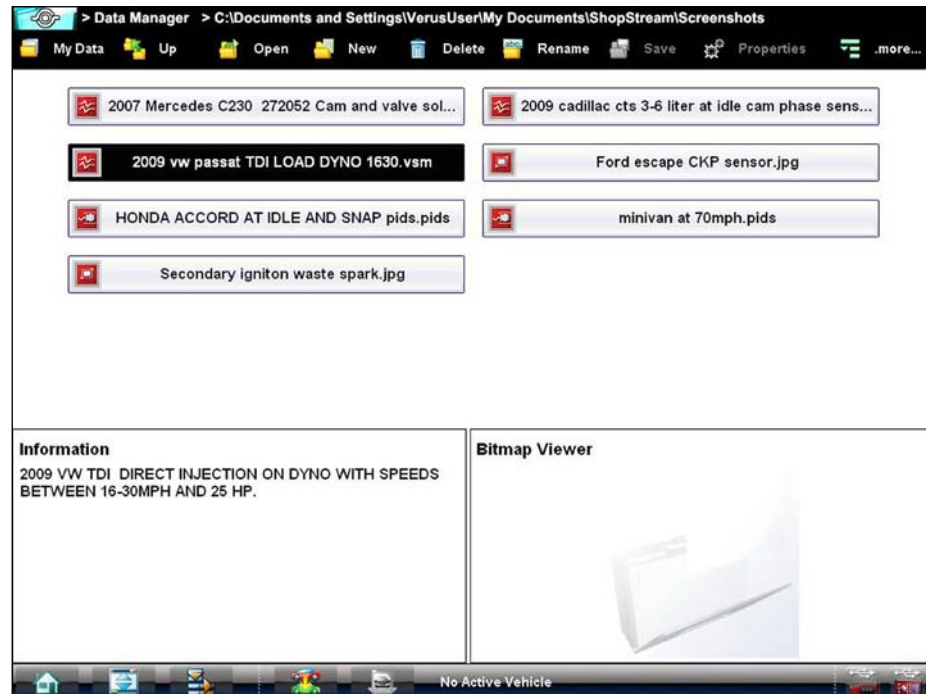 > Data Manager > C:\Documents and Settings\VerusUser\My Documents\ShopStream\Screenshots
My Data Up Open New Delete Rename Save Properties .more...
2007 Mercedes C230 272052 Cam and valve sol...
2009 cadillac cts 3-6 liter at idle cam phase sens...
2009 vw passat TDI LOAD DYNO 1630.vsm
Ford escape CKP sensor.jpg
HONDA ACCORD AT IDLE AND SNAP pids.pids
minivan at 70mph.pids
Secondary igniton waste spark.jpg
Information
2009 VW TDI DIRECT INJECTION ON DYNO WITH SPEEDS
BETWEEN 16-30MPH AND 25 HP.
Bitmap Viewer
No Active Vehicle